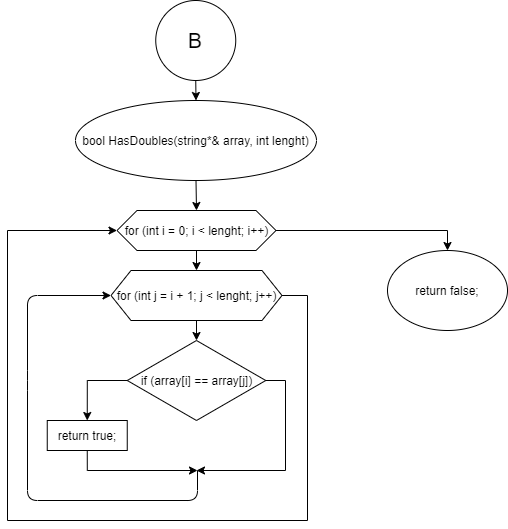 B
bool HasDoubles(string*& array, int lenght)
for (int i = 0; i < lenght; i++)
for (int j = i + 1; j < lenght; j++)
return false;
if (array[i] == array[j])
return true;